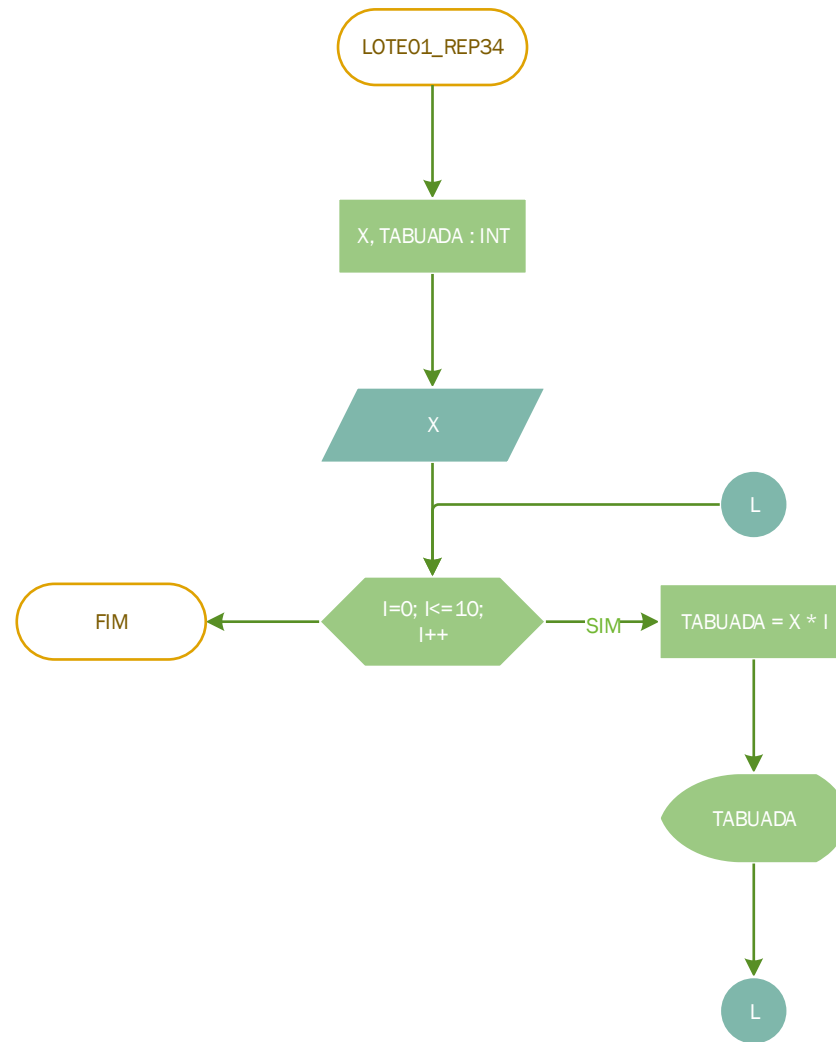 LOTE01_REP34
X, TABUADA : INT
X
L
I=0; I<=10;
I++
FIM
SIM
TABUADA = X * I
TABUADA
L